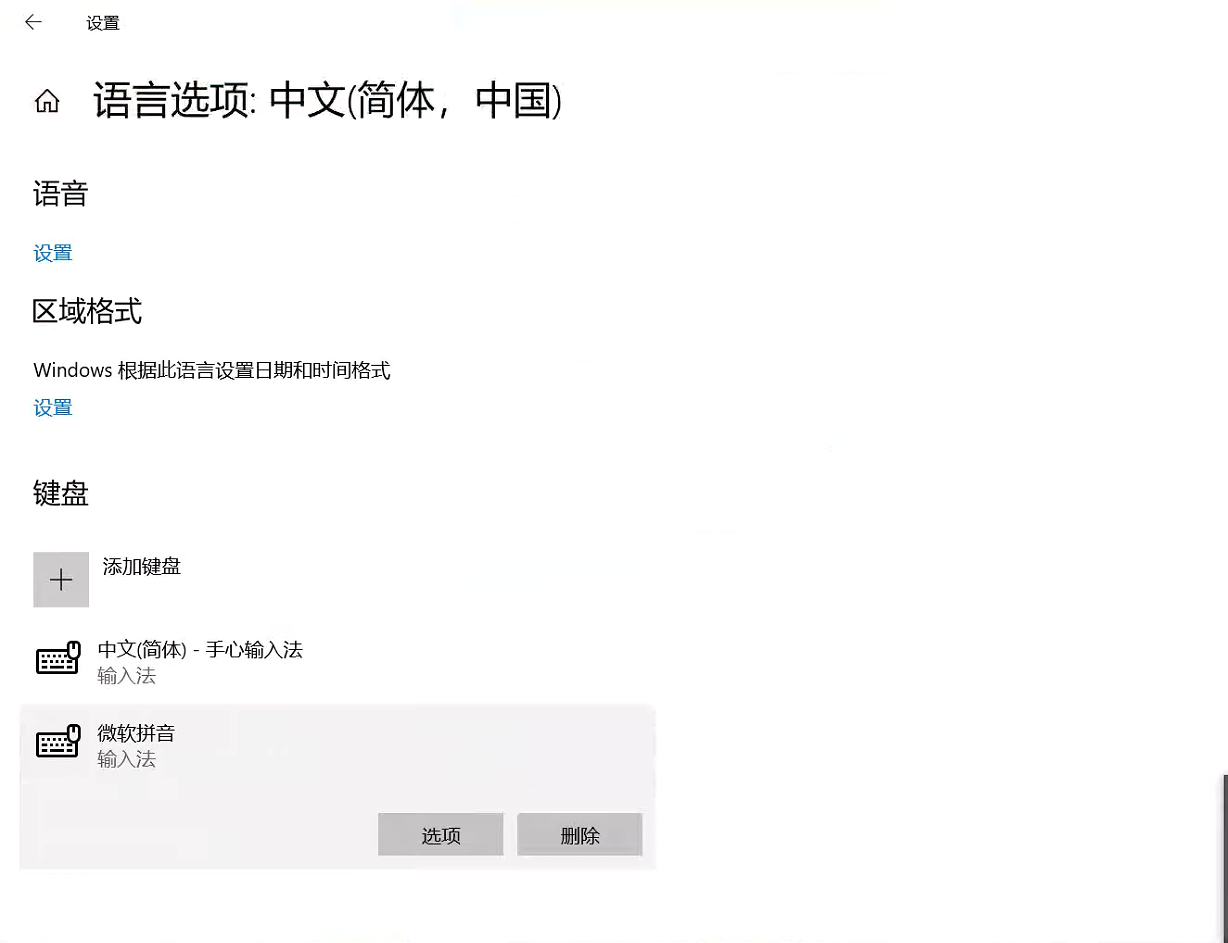 设置
语言选项: 中文(简体，中国)
语音
设置
区域格式
Windows 根据此语言设置日期和时间格式
设置
键盘
添加键盘
中文(简体) - 手心输入法
输入法
微软拼音
输入法
选项 删除